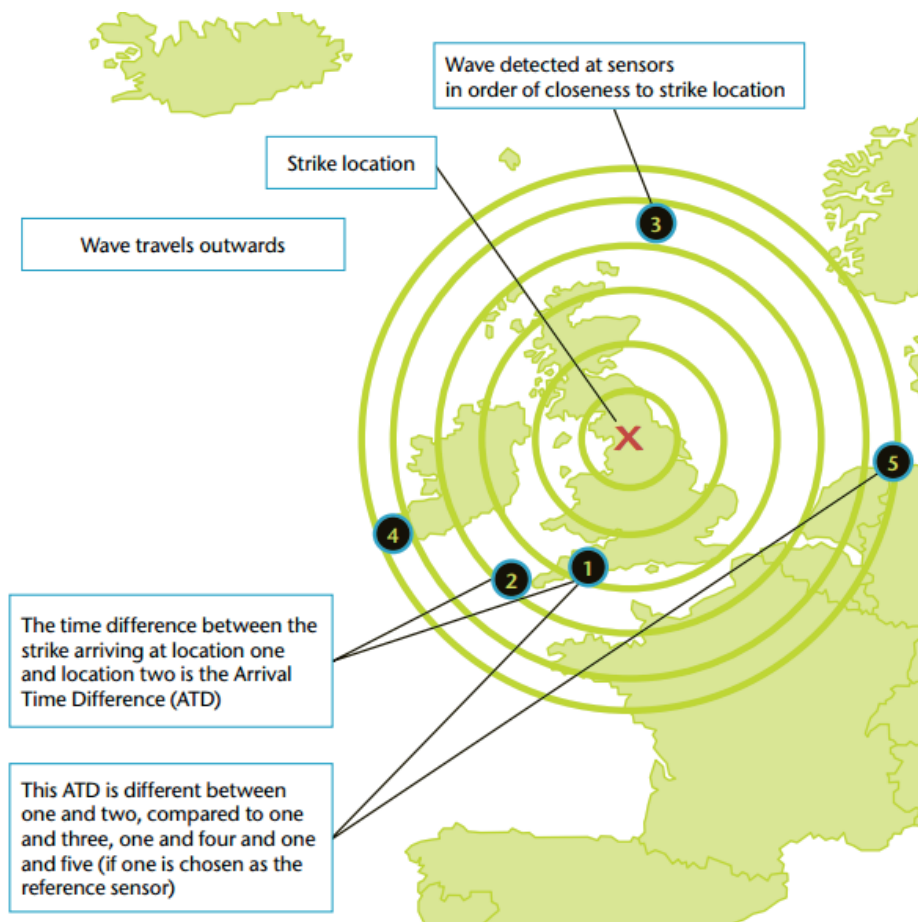 Wave detected at sensors
in order of closeness to strike location
Strike location
Wave travels outwards
3
5
4
1
2
The time difference between the
strike arriving at location one
and location two is the Arrival
Time Difference (ATD)
This ATD is different between
one and two, compared to one
and three, one and four and one
and five (if one is chosen as the
reference sensor)